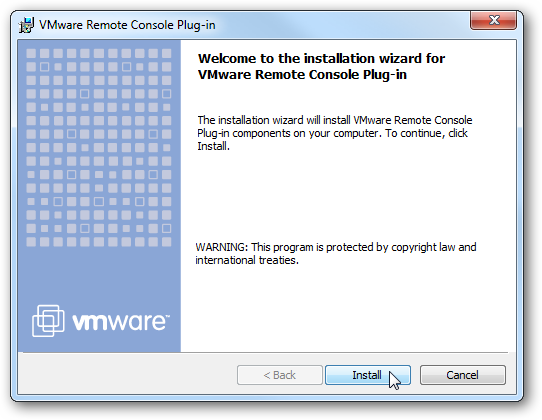 VMware Remote Console Plug-in
Welcome to the installation wizard for
VMware Remote Console Plug-in
The installation wizard will install VMware Remote Console
Plug-in components on your computer. To continue, click
Install.
WARNING: This program is protected by copyright law and
international treaties.
vmware™
< Back
Install
Cancel